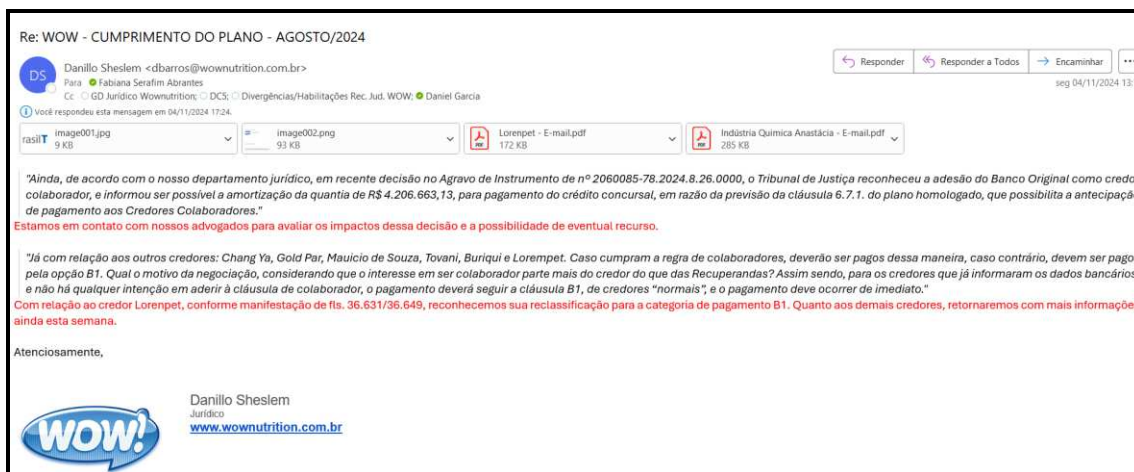 Re: WOW - CUMPRIMENTO DO PLANO - AGOSTO/2024
DS
Danillo Sheslem <dbarros@wownutrition.com.br>
Para Fabiana Serafim Abrantes
Cc GD Jurídico Wownutrition; DCS; Divergências/Habilitações Rec. Jud. WOW; Daniel Garcia
Você respondeu esta mensagem em 04/11/2024 17:24.
Responder
Responder a Todos
Encaminhar
seg 04/11/2024 13:
rasilT image001.jpg
9 KB
image002.png
93 KB
Lorenpet - E-mail.pdf
172 KB
Indústria Quimica Anastácia - E-mail.pdf
285 KB
"Ainda, de acordo com o nosso departamento jurídico, em recente decisão no Agravo de Instrumento de nº 2060085-78.2024.8.26.0000, o Tribunal de Justiça reconheceu a adesão do Banco Original como credo
colaborador, e informou ser possível a amortização da quantia de R$ 4.206.663,13, para pagamento do crédito concursal, em razão da previsão da cláusula 6.7.1. do plano homologado, que possibilita a antecipaçã
de pagamento aos Credores Colaboradores."
Estamos em contato com nossos advogados para avaliar os impactos dessa decisão e a possibilidade de eventual recurso.
"Já com relação aos outros credores: Chang Ya, Gold Par, Mauicio de Souza, Tovani, Buriqui e Lorempet. Caso cumpram a regra de colaboradores, deverão ser pagos dessa maneira, caso contrário, devem ser pago
pela opção B1. Qual o motivo da negociação, considerando que o interesse em ser colaborador parte mais do credor do que das Recuperandas? Assim sendo, para os credores que já informaram os dados bancários
e não há qualquer intenção em aderir à cláusula de colaborador, o pagamento deverá seguir a cláusula B1, de credores "normais", e o pagamento deve ocorrer de imediato."
Com relação ao credor Lorenpet, conforme manifestação de fls. 36.631/36.649, reconhecemos sua reclassificação para a categoria de pagamento B1. Quanto aos demais credores, retornaremos com mais informaçõe
ainda esta semana.
Atenciosamente,
WOW!
Danillo Sheslem
Jurídico
www.wownutrition.com.br